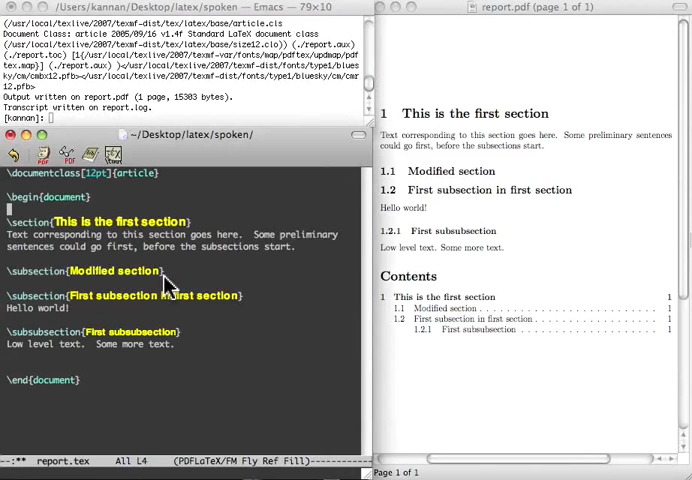 /Users/kannan/Desktop/latex/spoken — Emacs — 79×10
(/usr/local/texlive/2007/texmf-dist/tex/latex/base/article.cls
Document Class: article 2005/09/16 v1.4f Standard LaTeX document class
(/usr/local/texlive/2007/texmf-dist/tex/latex/base/size12.clo)) (./report.aux)
(./report.toc) [1{/usr/local/texlive/2007/texmf-var/fonts/map/pdftex/updmap/pdf
tex.map}] (./report.aux) )</usr/local/texlive/2007/texmf-dist/fonts/type1/blues
ky/cm/cmbx12.pfb></usr/local/texlive/2007/texmf-dist/fonts/type1/bluesky/cm/cmr
12.pfb>
Output written on report.pdf (1 page, 15303 bytes).
Transcript written on report.log.
[kannan]:
~/Desktop/latex/spoken/
\documentclass[12pt]{article}
\begin{document}
\section{This is the first section}
Text corresponding to this section goes here. Some preliminary
sentences could go first, before the subsections start.
\subsection{Modified section}
\subsection{First subsection in first section}
Hello world!
\subsubsection{First subsubsection}
Low level text. Some more text.
\end{document}
--:** report.tex All L4 (PDFLaTeX/FM Fly Ref Fill)
report.pdf (page 1 of 1)
1 This is the first section
Text corresponding to this section goes here. Some preliminary sentences
could go first, before the subsections start.
1.1 Modified section
1.2 First subsection in first section
Hello world!
1.2.1 First subsubsection
Low level text. Some more text.
Contents
1 This is the first section 1
1.1 Modified section . . . . . . . . . . . . . . . . . . . . . . . . . . . . 1
1.2 First subsection in first section . . . . . . . . . . . . . . . . . . . . 1
1.2.1 First subsubsection . . . . . . . . . . . . . . . . . . . . . . . . 1
Page 1 of 1